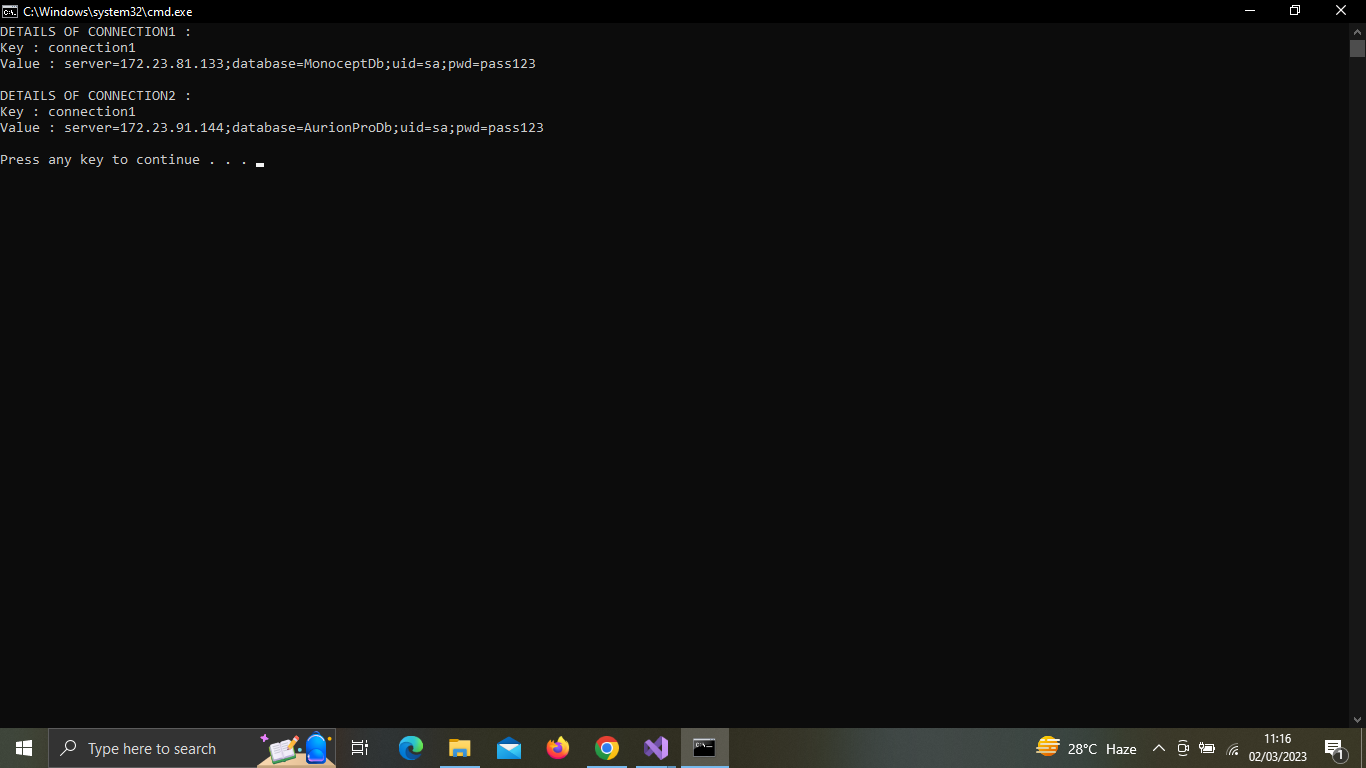 C:\Windows\system32\cmd.exe
DETAILS OF CONNECTION1 :
Key : connection1
Value : server=172.23.81.133;database=MonoceptDb;uid=sa;pwd=pass123
DETAILS OF CONNECTION2 :
Key : connection1
Value : server=172.23.91.144;database=AurionProDb;uid=sa;pwd=pass123
Press any key to continue . . .
Type here to search
28°C Haze
11:16
02/03/2023
1